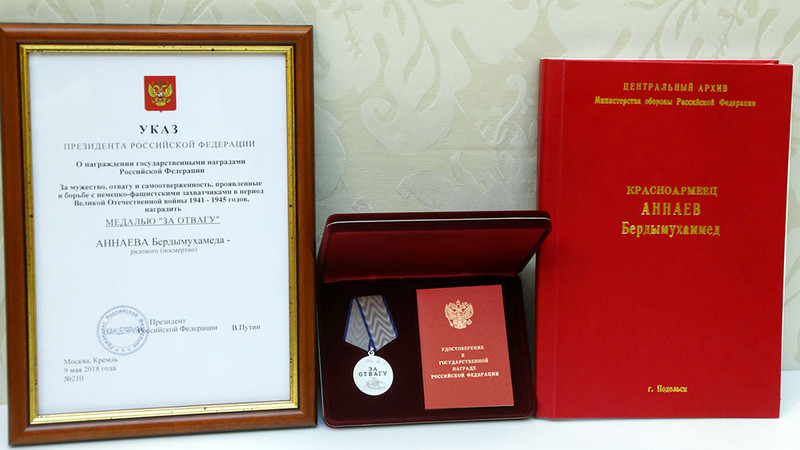 УКАЗ
ПРЕЗИДЕНТА РОССИЙСКОЙ ФЕДЕРАЦИИ
О награждении государственными наградами
Российской Федерации
За мужество, отвагу и самоотверженность, проявленные
в борьбе с немецко-фашистскими захватчиками в период
Великой Отечественной войны 1941 - 1945 годов,
наградить
МЕДАЛЬЮ "ЗА ОТВАГУ"
АННАЕВА Бердымухамеда -
рядового (посмертно)
Президент
Российской Федерации В.Путин
КАНЦЕЛЯРИЯ
Москва, Кремль
9 мая 2018 года
№210
ЗА
ОТВАГУ
УДОСТОВЕРЕНИЕ
К
ГОСУДАРСТВЕННОЙ
НАГРАДЕ
РОССИЙСКОЙ ФЕДЕРАЦИИ
ЦЕНТРАЛЬНЫЙ АРХИВ
Министерства обороны Российской Федерации
КРАСНОАРМЕЕЦ
АННАЕВ
Бердымухаммед
г. Подольск